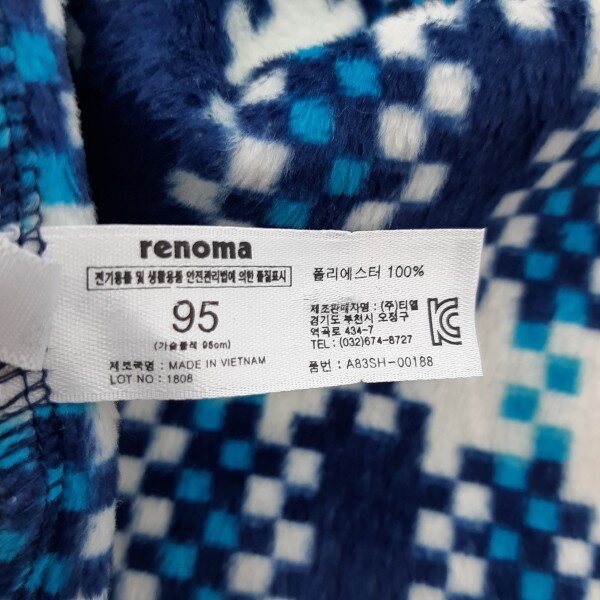 renoma
전기용품 및 생활용품 안전관리법에 의한 품질표시
95
(가슴둘레 95cm)
제조국명 : MADE IN VIETNAM
LOT NO : 1808
폴리에스터 100%
제조판매자명 : (주)티엘
경기도 부천시 오정구
역곡로 434-7
TEL : (032)674-8727
품번 : A83SH-00188